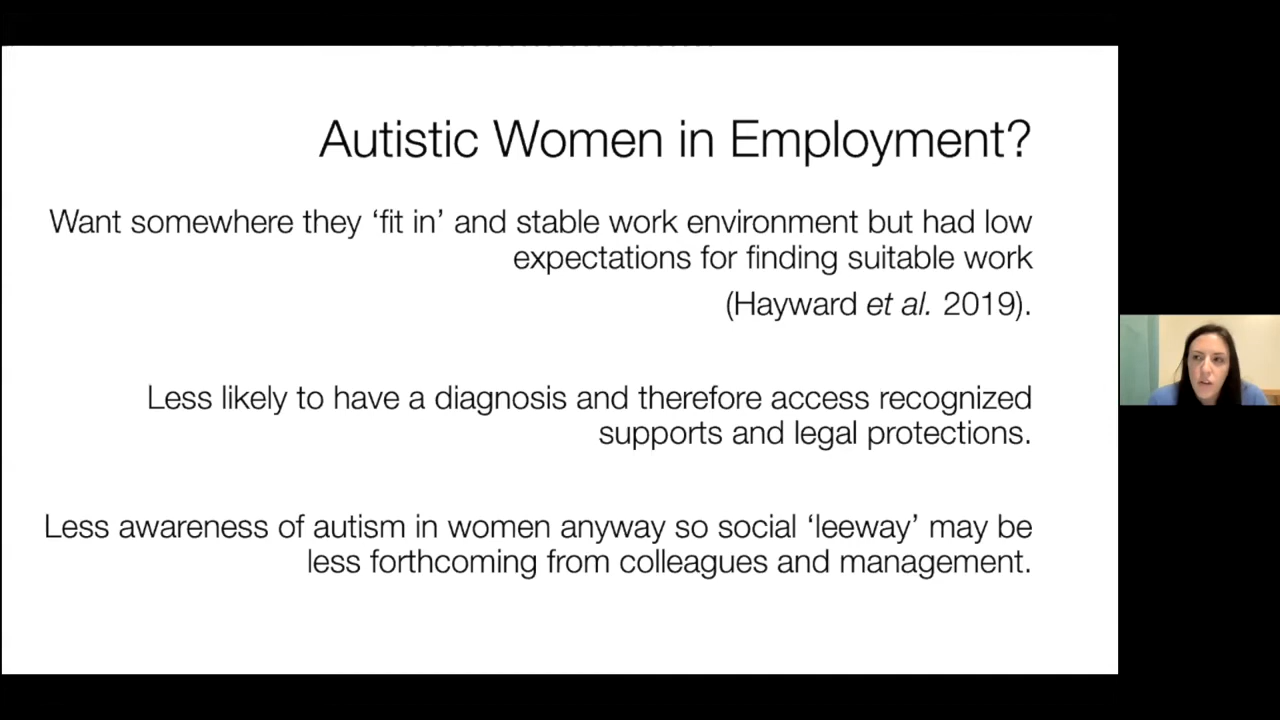 Autistic Women in Employment?
Want somewhere they ‘fit in’ and stable work environment but had low
expectations for finding suitable work
(Hayward et al. 2019).
Less likely to have a diagnosis and therefore access recognized
supports and legal protections.
Less awareness of autism in women anyway so social ‘leeway’ may be
less forthcoming from colleagues and management.